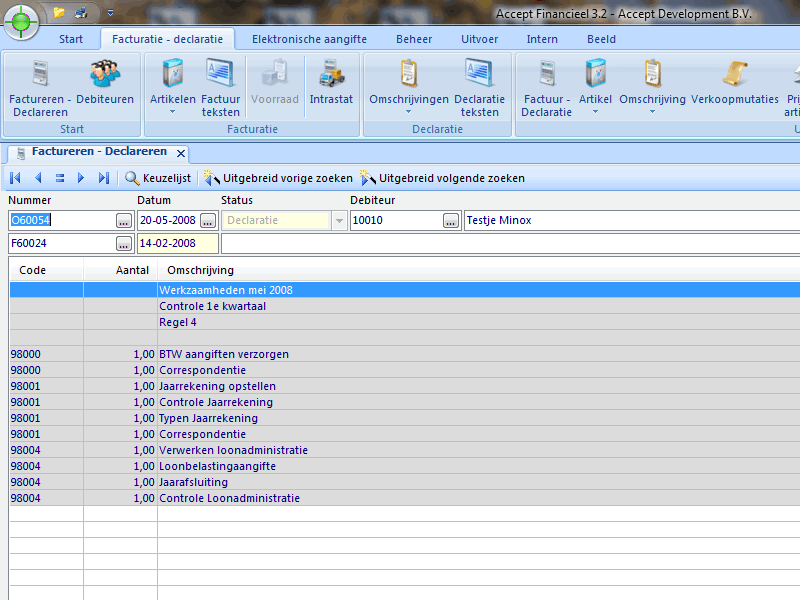 Accept Financieel 3.2 - Accept Development B.V.
Start Facturatie - declaratie Elektronische aangifte Beheer Uitvoer Intern Beeld
Factureren - Declareren Debiteuren Artikelen Factuur teksten Voorraad Intrastat Omschrijvingen Declaratie teksten Factuur - Declaratie Artikel Omschrijving Verkoopmutaties
Start Facturatie Declaratie
Factureren - Declareren
Keuzelijst Uitgebreid vorige zoeken Uitgebreid volgende zoeken
Nummer Datum Status Debiteur
O60054 ... 20-05-2008 ... Declaratie 10010 ... Testje Minox
F60024 ... 14-02-2008
Code Aantal Omschrijving
Werkzaamheden mei 2008
Controle 1e kwartaal
Regel 4
98000 1,00 BTW aangiften verzorgen
98000 1,00 Correspondentie
98001 1,00 Jaarrekening opstellen
98001 1,00 Controle Jaarrekening
98001 1,00 Typen Jaarrekening
98001 1,00 Correspondentie
98004 1,00 Verwerken loonadministratie
98004 1,00 Loonbelastingaangifte
98004 1,00 Jaarafsluiting
98004 1,00 Controle Loonadministratie